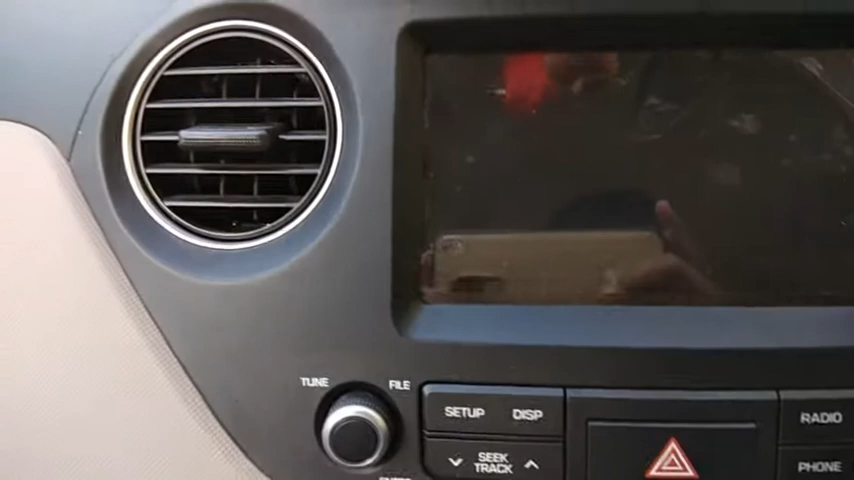 TUNE FILE
SETUP DISP RADIO
SEEK
TRACK PHONE